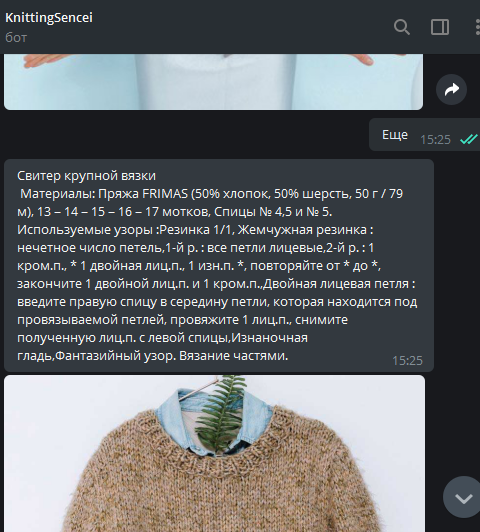 KnittingSencei
бот
Еще
15:25
Свитер крупной вязки
Материалы: Пряжа FRIMAS (50% хлопок, 50% шерсть, 50 г / 79
м), 13 – 14 – 15 – 16 – 17 мотков, Спицы № 4,5 и № 5.
Используемые узоры :Резинка 1/1, Жемчужная резинка :
нечетное число петель,1-й р. : все петли лицевые,2-й р. : 1
кром.п., * 1 двойная лиц.п., 1 изн.п. *, повторяйте от * до *,
закончите 1 двойной лиц.п. и 1 кром.п.,Двойная лицевая петля :
введите правую спицу в середину петли, которая находится под
провязываемой петлей, провяжите 1 лиц.п., снимите
полученную лиц.п. с левой спицы,Изнаночная
гладь,Фантазийный узор. Вязание частями.
15:25